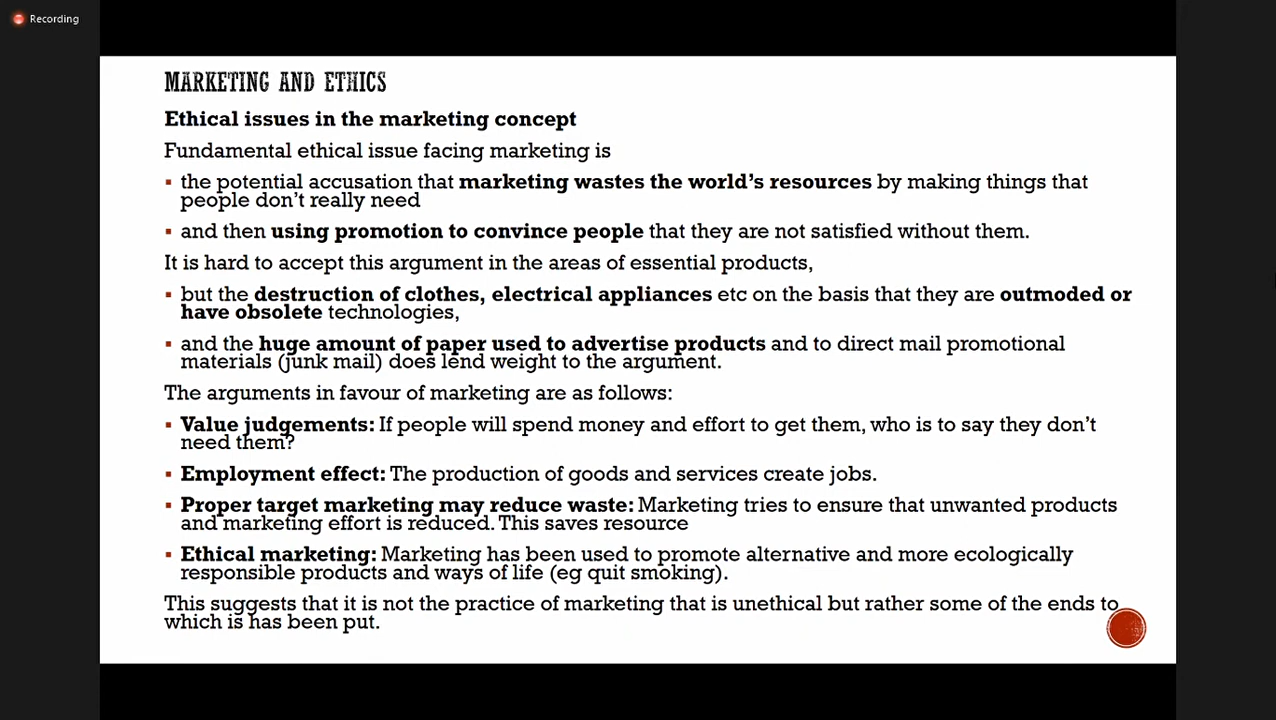 Recording
MARKETING AND ETHICS
Ethical issues in the marketing concept
Fundamental ethical issue facing marketing is
▪ the potential accusation that marketing wastes the world's resources by making things that
people don't really need
▪ and then using promotion to convince people that they are not satisfied without them.
It is hard to accept this argument in the areas of essential products,
▪ but the destruction of clothes, electrical appliances etc on the basis that they are outmoded or
have obsolete technologies,
▪ and the huge amount of paper used to advertise products and to direct mail promotional
materials (junk mail) does lend weight to the argument.
The arguments in favour of marketing are as follows:
▪ Value judgements: If people will spend money and effort to get them, who is to say they don't
need them?
▪ Employment effect: The production of goods and services create jobs.
▪ Proper target marketing may reduce waste: Marketing tries to ensure that unwanted products
and marketing effort is reduced. This saves resource
▪ Ethical marketing: Marketing has been used to promote alternative and more ecologically
responsible products and ways of life (eg quit smoking).
This suggests that it is not the practice of marketing that is unethical but rather some of the ends to
which is has been put.